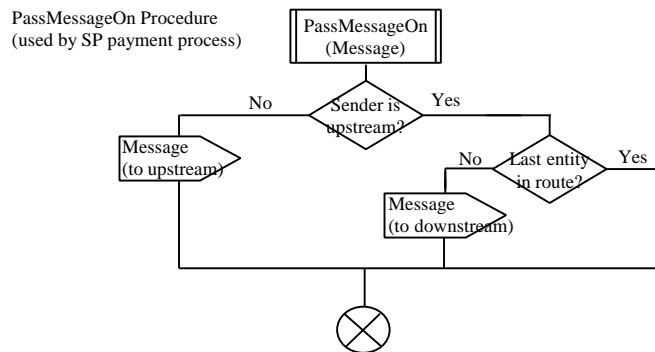 PassMessageOn Procedure
(used by SP payment process)
PassMessageOn
(Message)
Sender is
upstream?
No
Yes
Message
(to upstream)
Last entity
in route?
No
Yes
Message
(to downstream)